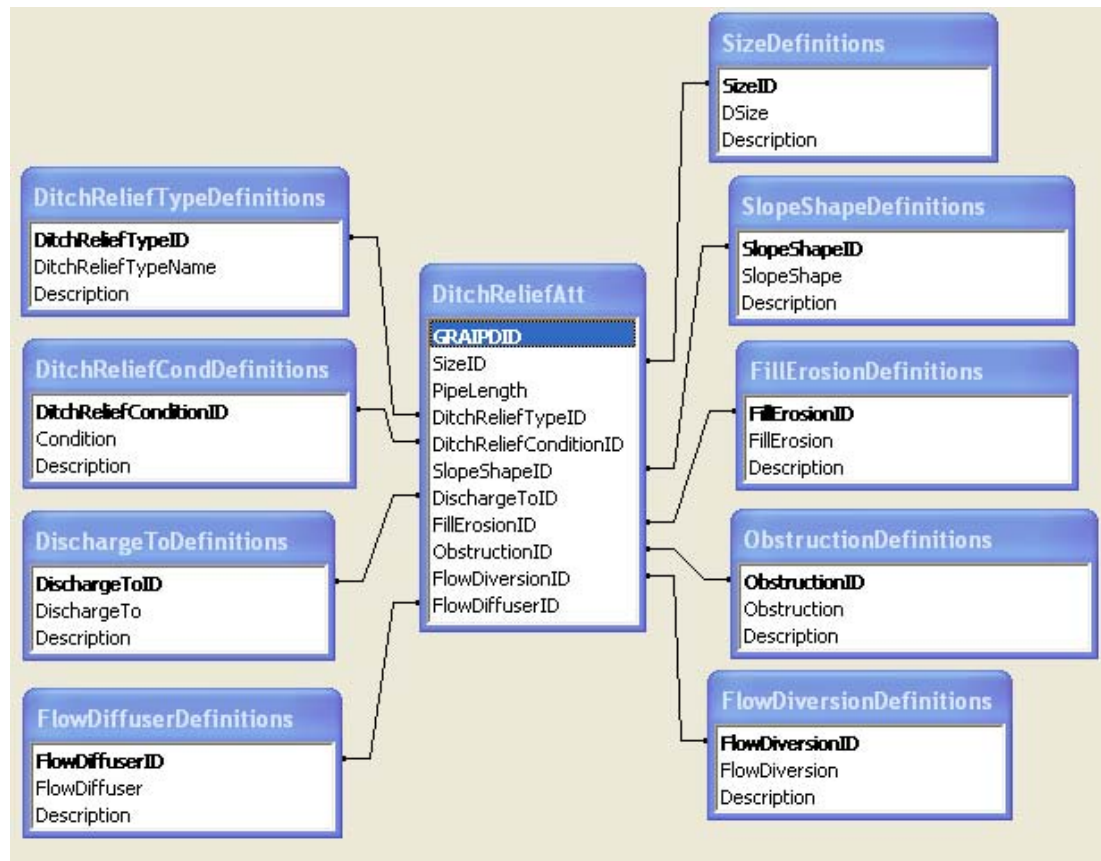 DitchReliefTypeDefinitions
DitchReliefTypeID
DitchReliefTypeName
Description
DitchReliefCondDefinitions
DitchReliefConditionID
Condition
Description
DischargeToDefinitions
DischargeToID
DischargeTo
Description
FlowDiffuserDefinitions
FlowDiffuserID
FlowDiffuser
Description
DitchReliefAtt
GRAIPDID
SizeID
PipeLength
DitchReliefTypeID
DitchReliefConditionID
SlopeShapeID
DischargeToID
FillErosionID
ObstructionID
FlowDiversionID
FlowDiffuserID
SizeDefinitions
SizeID
DSize
Description
SlopeShapeDefinitions
SlopeShapeID
SlopeShape
Description
FillErosionDefinitions
FillErosionID
FillErosion
Description
ObstructionDefinitions
ObstructionID
Obstruction
Description
FlowDiversionDefinitions
FlowDiversionID
FlowDiversion
Description